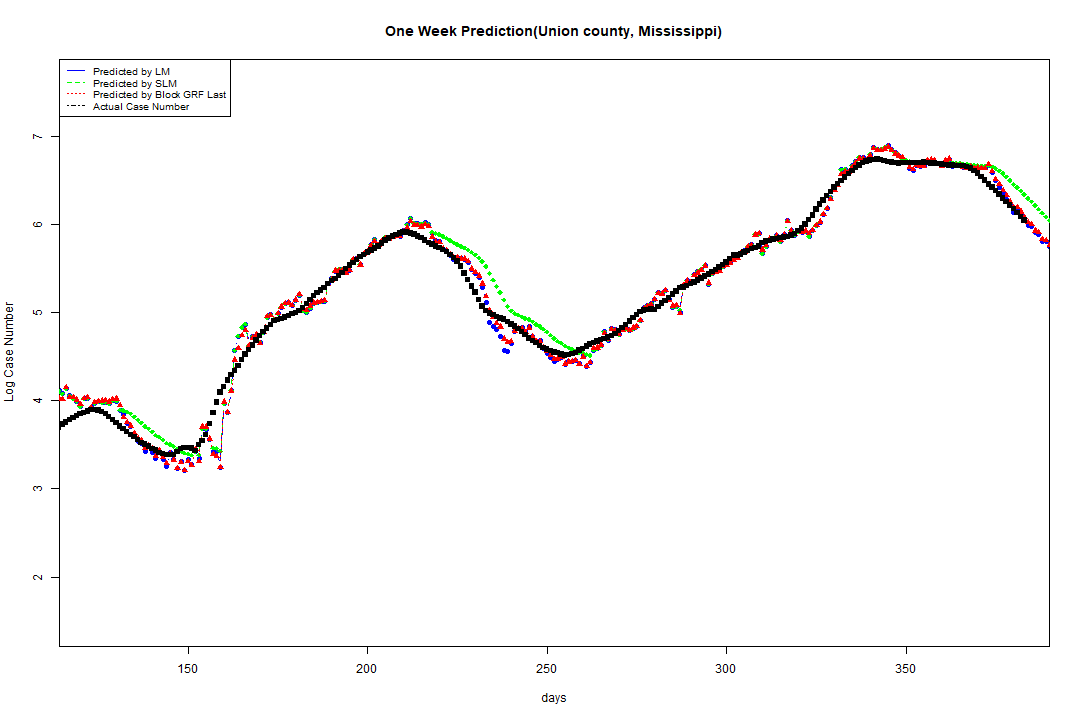 One Week Prediction(Union county, Mississippi)
Predicted by LM
Predicted by SLM
Predicted by Block GRF Last
Actual Case Number
7
6
5
4
3
2
Log Case Number
150 200 250 300 350
days